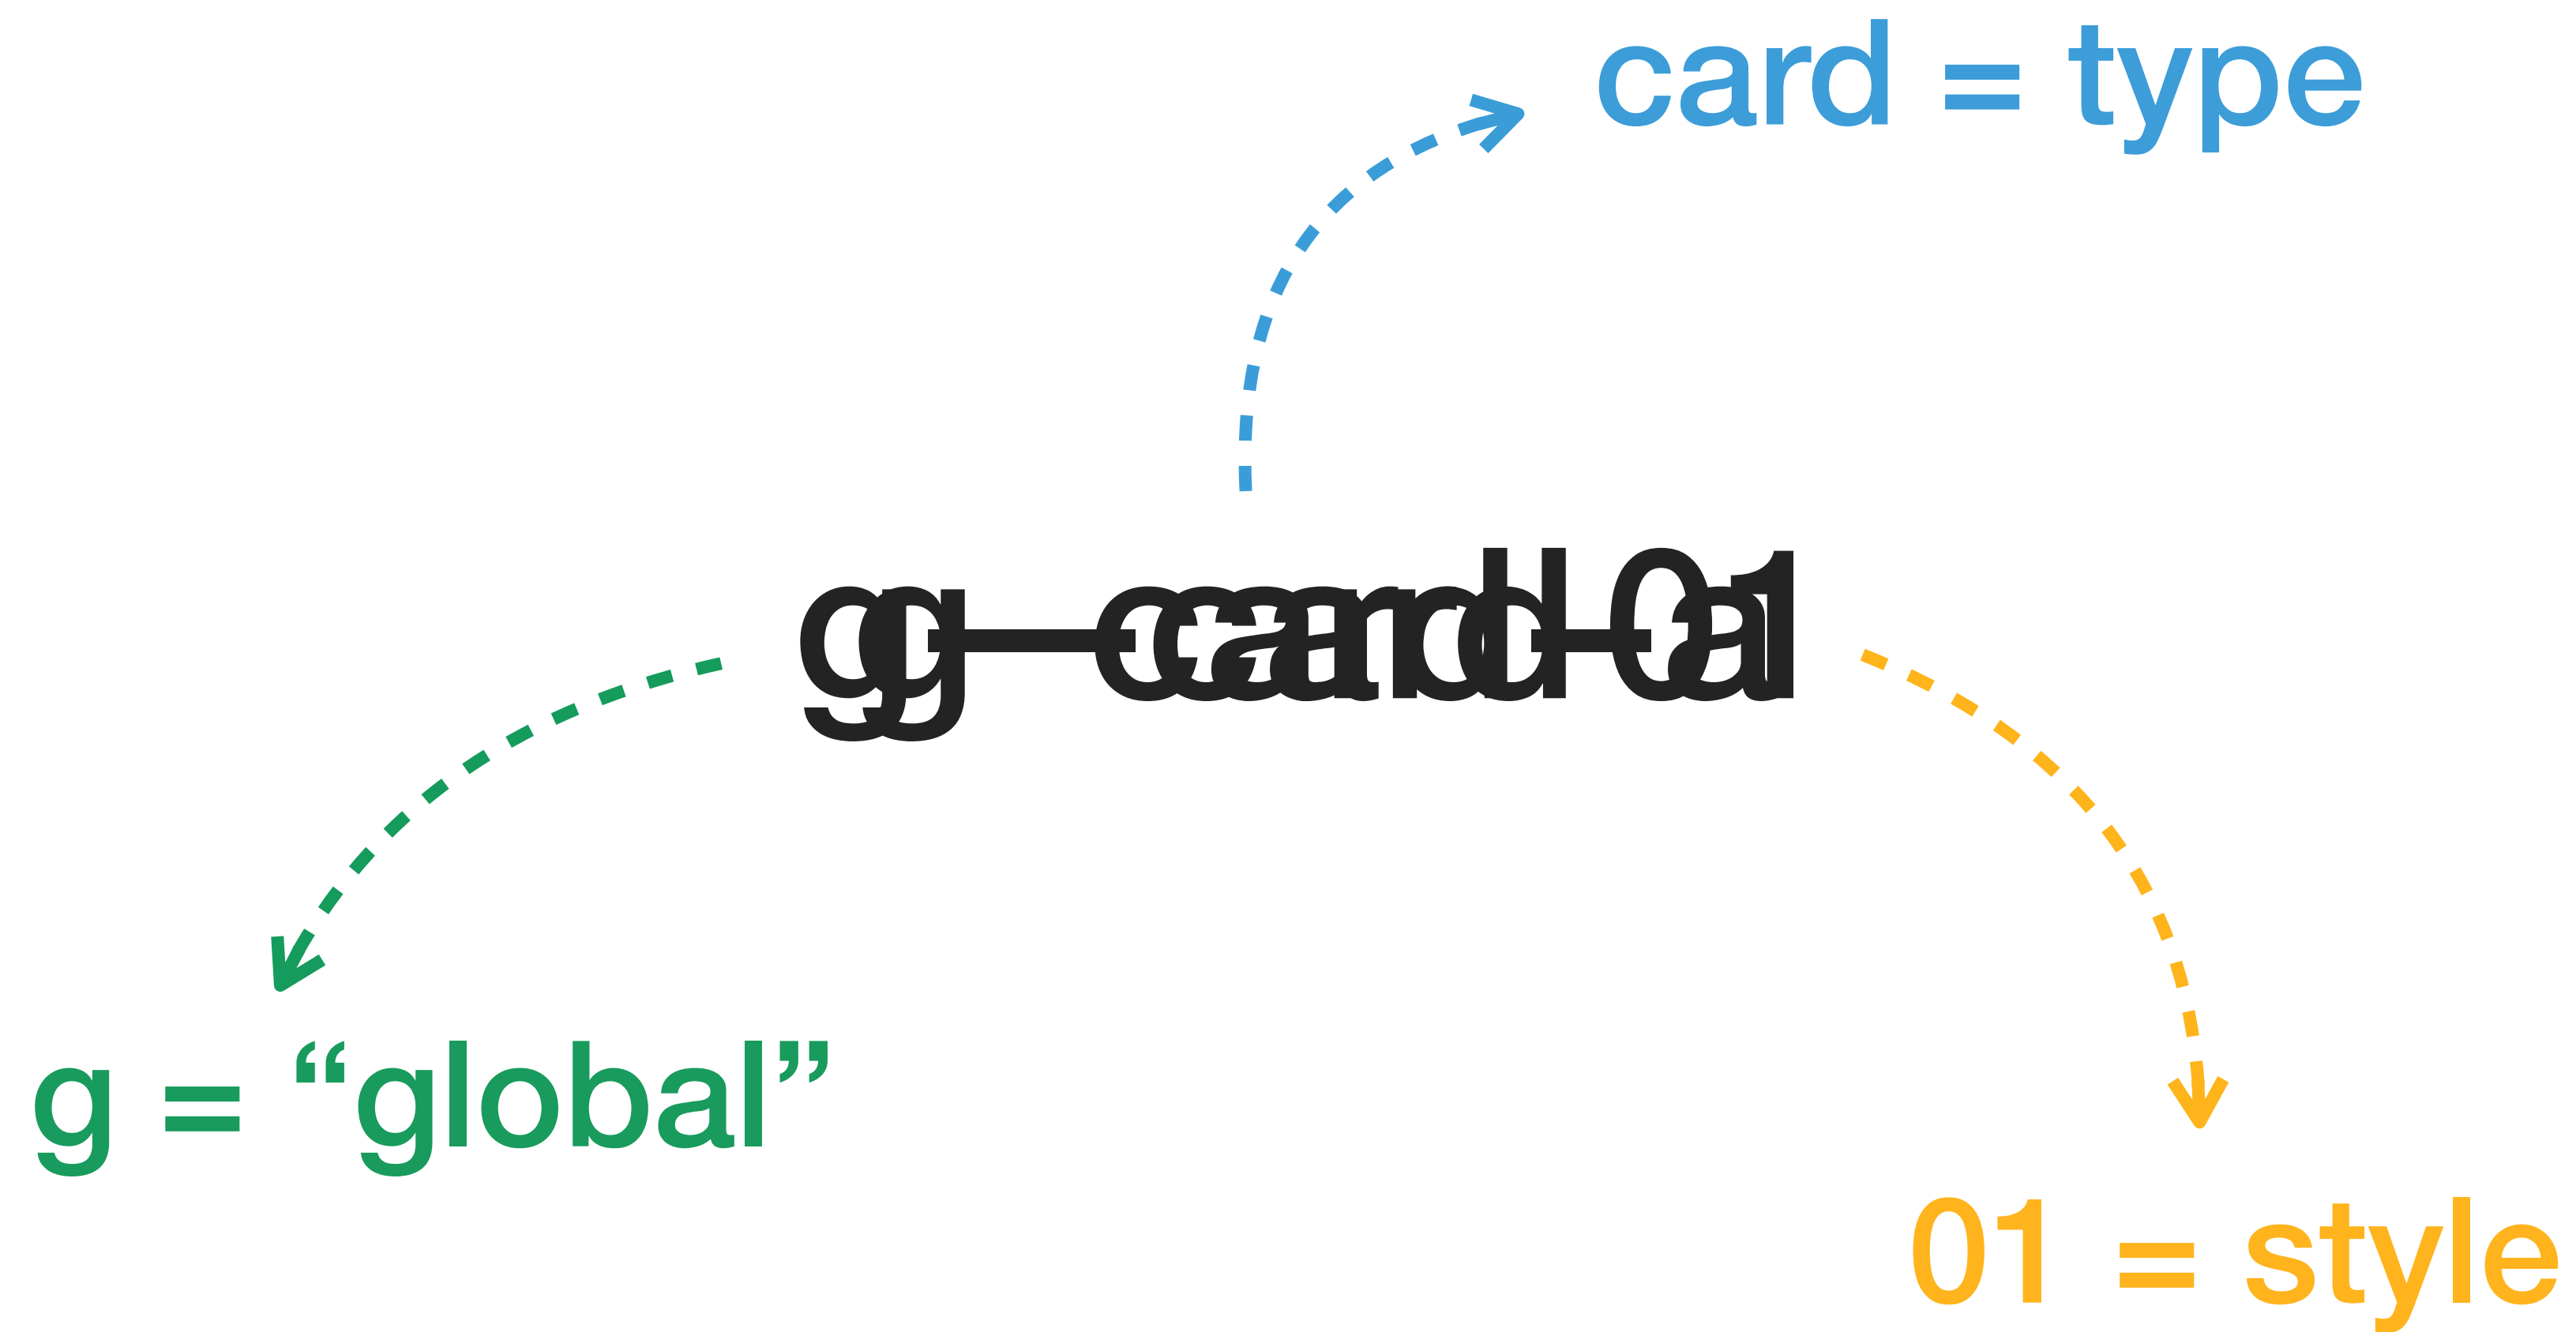 card = type
g = “global”
01 = style